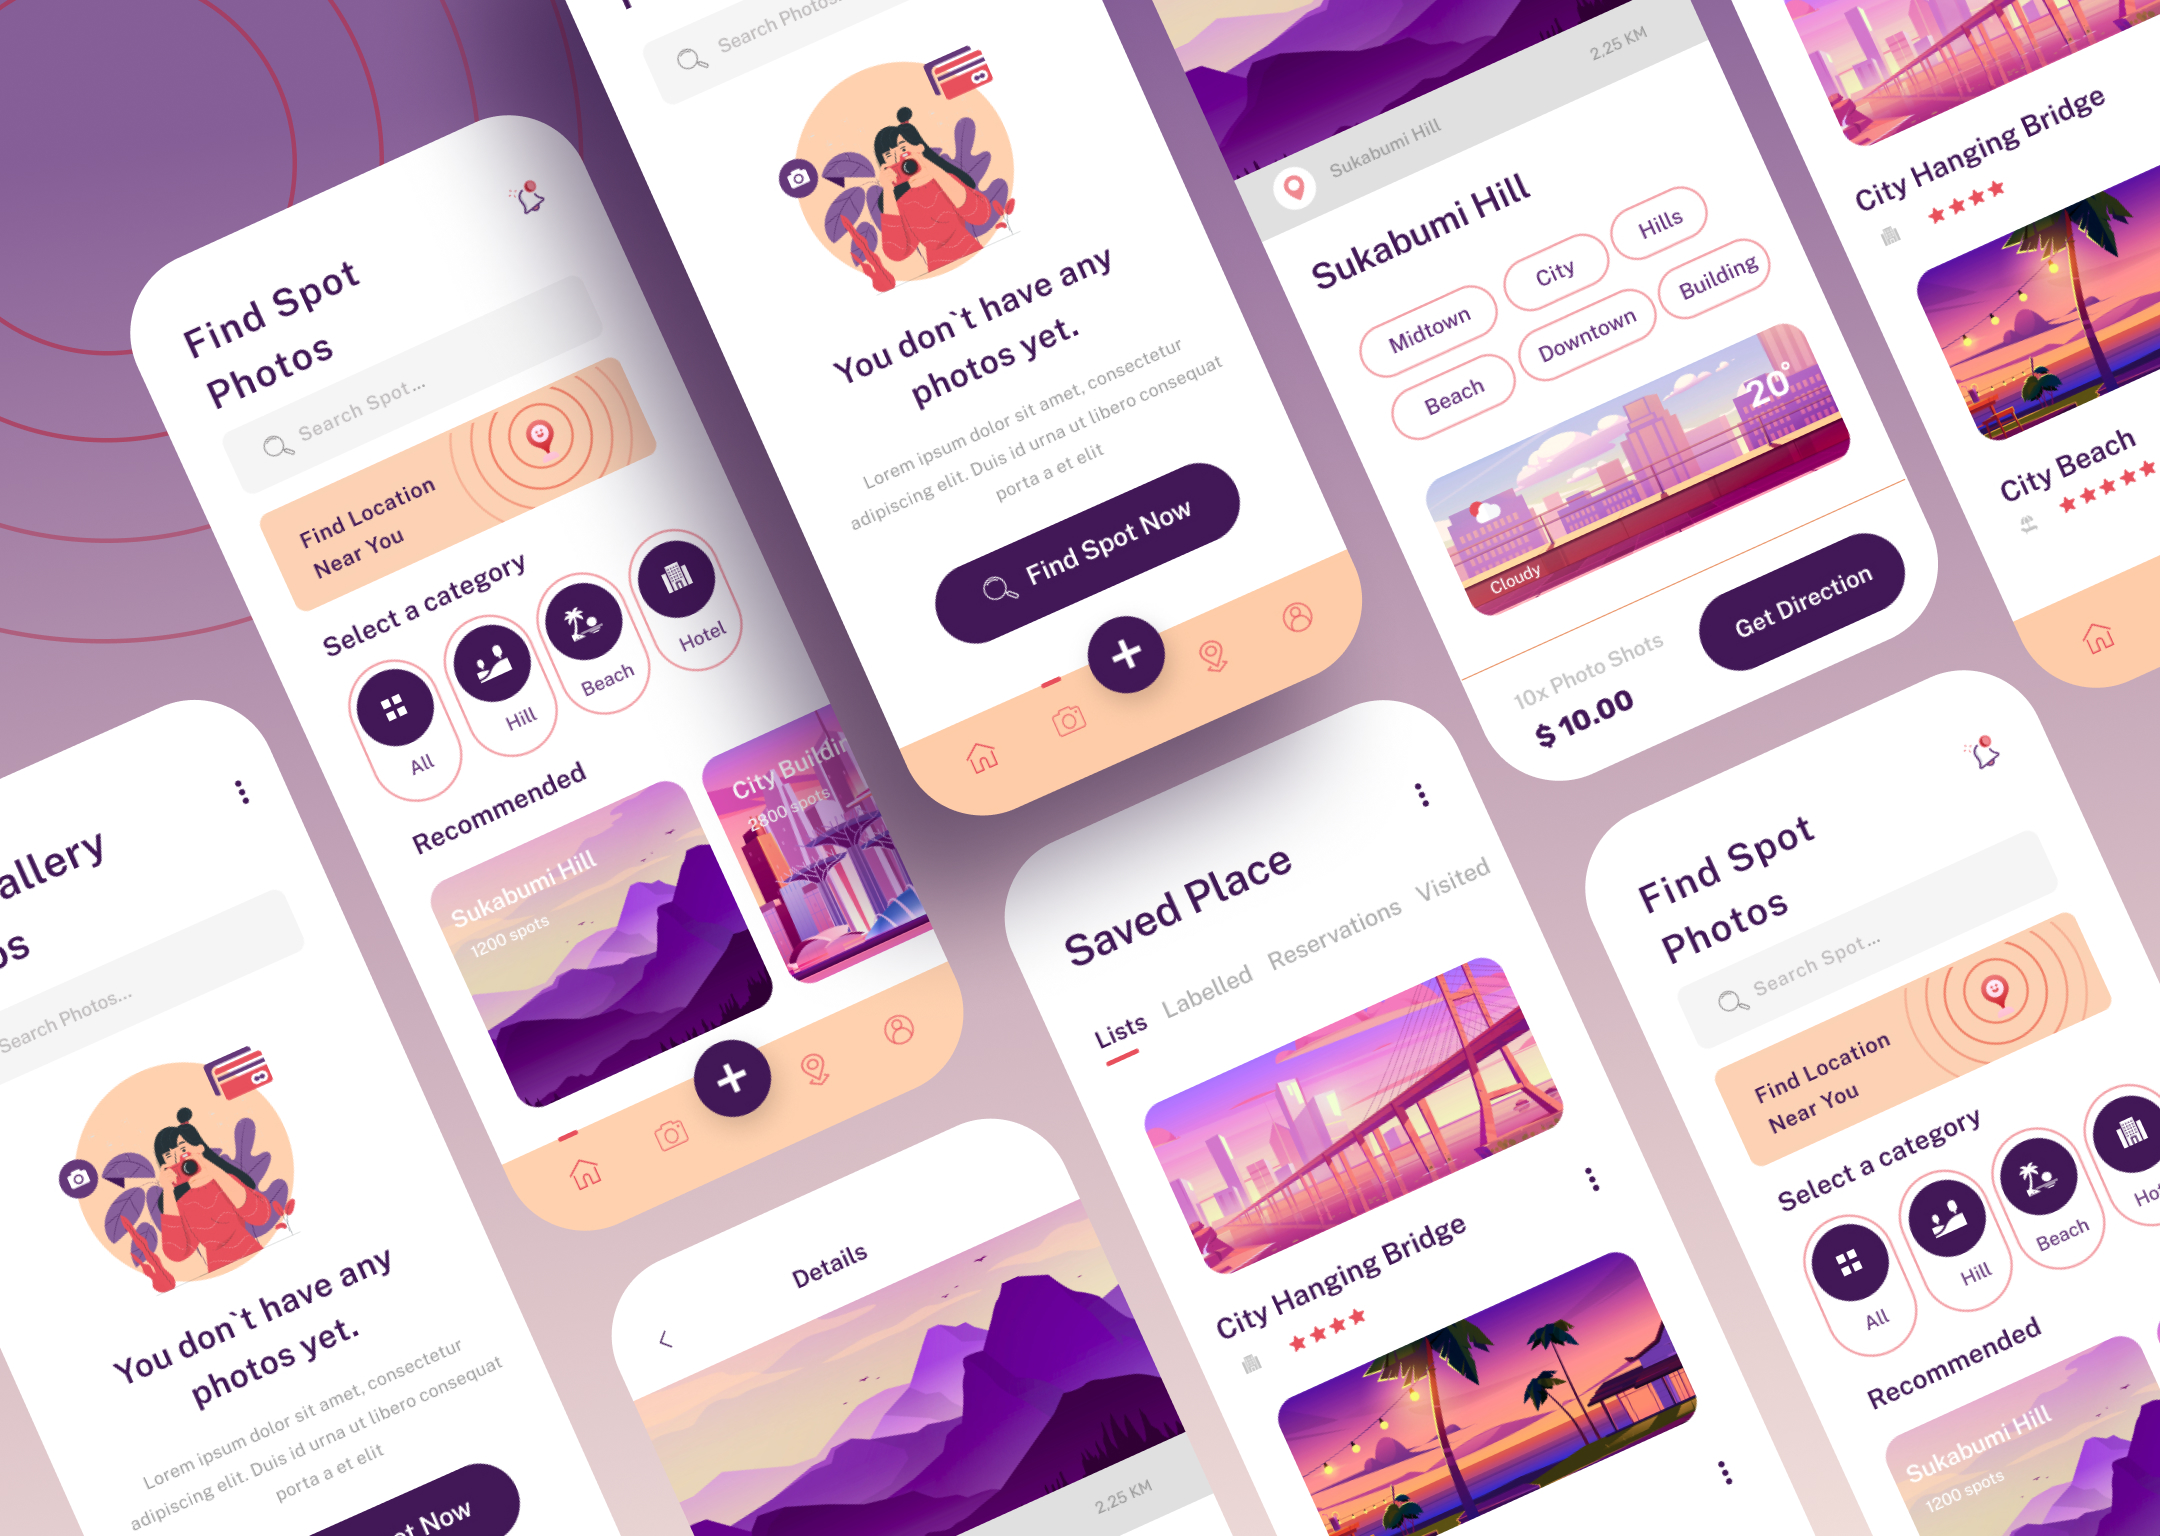 Find Spot
Photos
Search Spot...
Find Location
Near You
Select a category
All
Hill
Beach
Hotel
Recommended
Sukabumi Hill
1200 spots
City Buildin
2800 spots
Search Photos...
You don`t have any
photos yet.
Lorem ipsum dolor sit amet, consectetur
adipiscing elit. Duis id urna ut libero consequat
porta a et elit
Find Spot Now
2,25 KM
Sukabumi Hill
Sukabumi Hill
Midtown
City
Hills
Beach
Downtown
Building
20°
Cloudy
10x Photo Shots
$ 10.00
Get Direction
City Hanging Bridge
City Beach
allery
os
Search Photos...
You don`t have any
photos yet.
Lorem ipsum dolor sit amet, consectetur
adipiscing elit. Duis id urna ut libero consequat
porta a et elit
ot Now
Details
2,25 KM
Saved Place
Lists
Labelled
Reservations
Visited
City Hanging Bridge
Find Spot
Photos
Search Spot...
Find Location
Near You
Select a category
All
Hill
Beach
Hot
Recommended
Sukabumi Hill
1200 spots